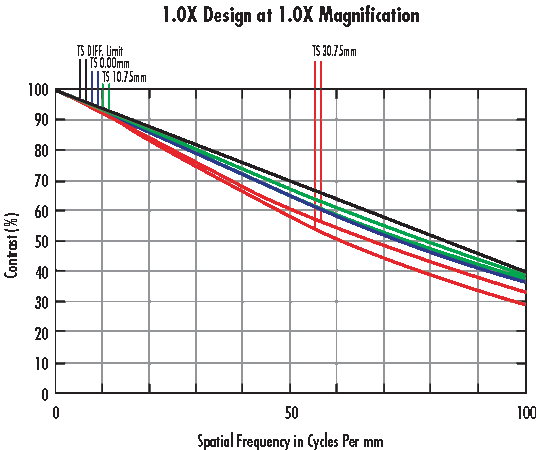 1.0X Design at 1.0X Magnification
TS DIFF. Limit
TS 0.00mm
TS 10.75mm
TS 30.75mm
100
90
80
70
60
50
40
30
20
10
0
Contrast (%)
0 50 100
Spatial Frequency in Cycles Per mm